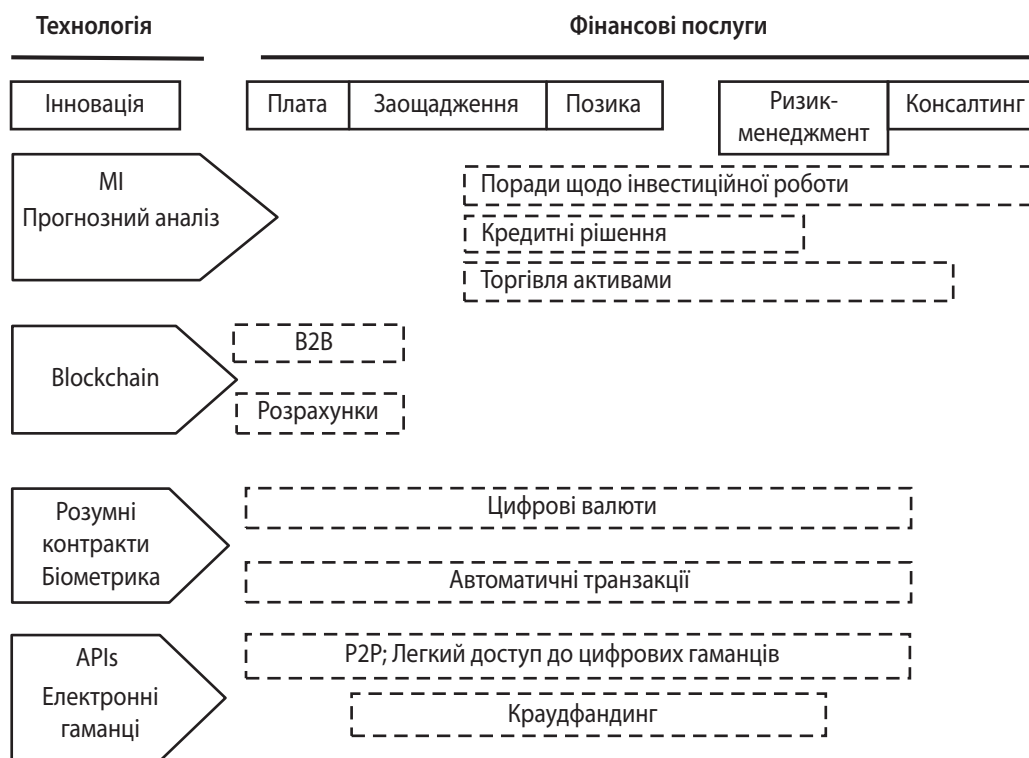 Технологія
Фінансові послуги
Інновація
Плата
Заощадження
Позика
Ризик-
менеджмент
Консалтинг
МІ
Прогнозний аналіз
Поради щодо інвестиційної роботи
Кредитні рішення
Торгівля активами
Blockchain
B2B
Розрахунки
Розумні
контракти
Біометрика
Цифрові валюти
Автоматичні транзакції
APIs
Електронні
гаманці
P2P; Легкий доступ до цифрових гаманців
Краудфандинг